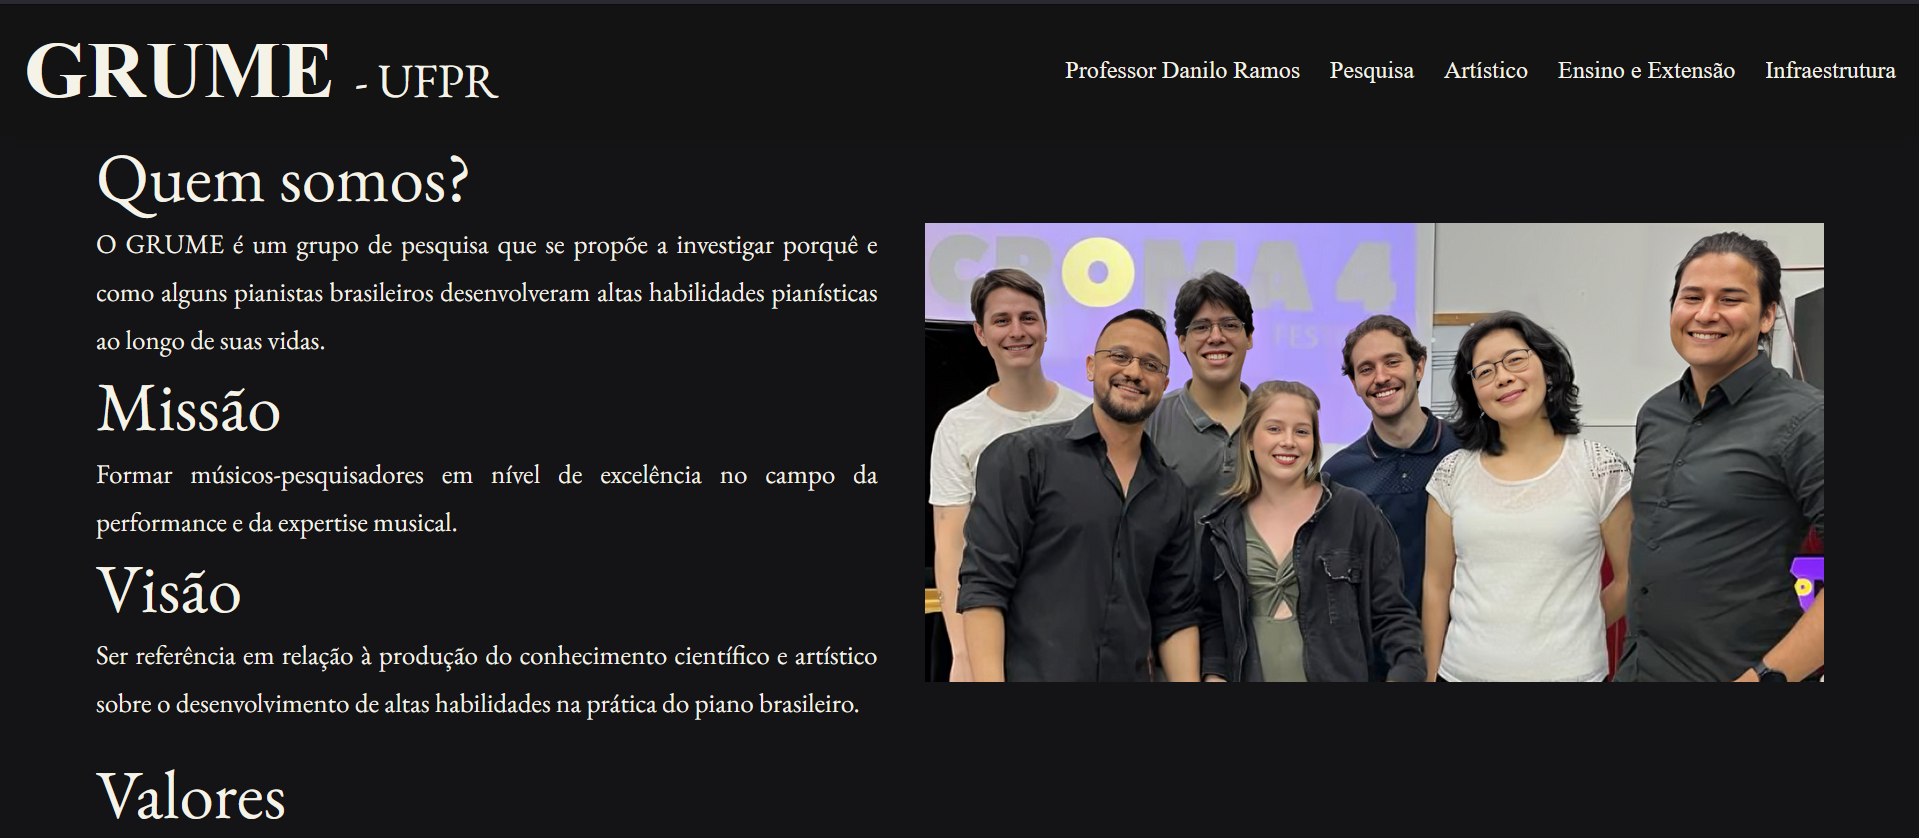 GRUME - UFPR
Professor Danilo Ramos Pesquisa Artístico Ensino e Extensão Infraestrutura
Quem somos?
O GRUME é um grupo de pesquisa que se propõe a investigar porquê e
como alguns pianistas brasileiros desenvolveram altas habilidades pianísticas
ao longo de suas vidas.
Missão
Formar músicos-pesquisadores em nível de excelência no campo da
performance e da expertise musical.
Visão
Ser referência em relação à produção do conhecimento científico e artístico
sobre o desenvolvimento de altas habilidades na prática do piano brasileiro.
Valores
CROMA 4